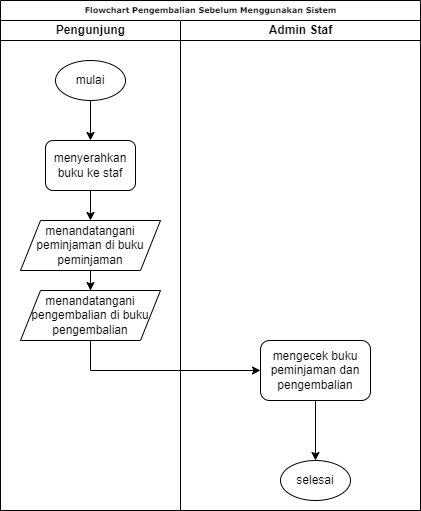 Flowchart Pengembalian Sebelum Menggunakan Sistem
Pengunjung
Admin Staf
mulai
menyerahkan
buku ke staf
menandatangani
peminjaman di buku
peminjaman
menandatangani
pengembalian di buku
pengembalian
mengecek buku
peminjaman dan
pengembalian
selesai